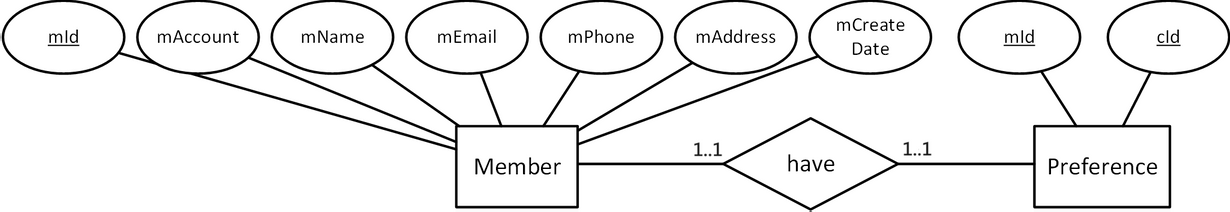 mId
mAccount
mName
mEmail
mPhone
mAddress
mCreate
Date
mId
cId
Member
1..1
have
1..1
Preference